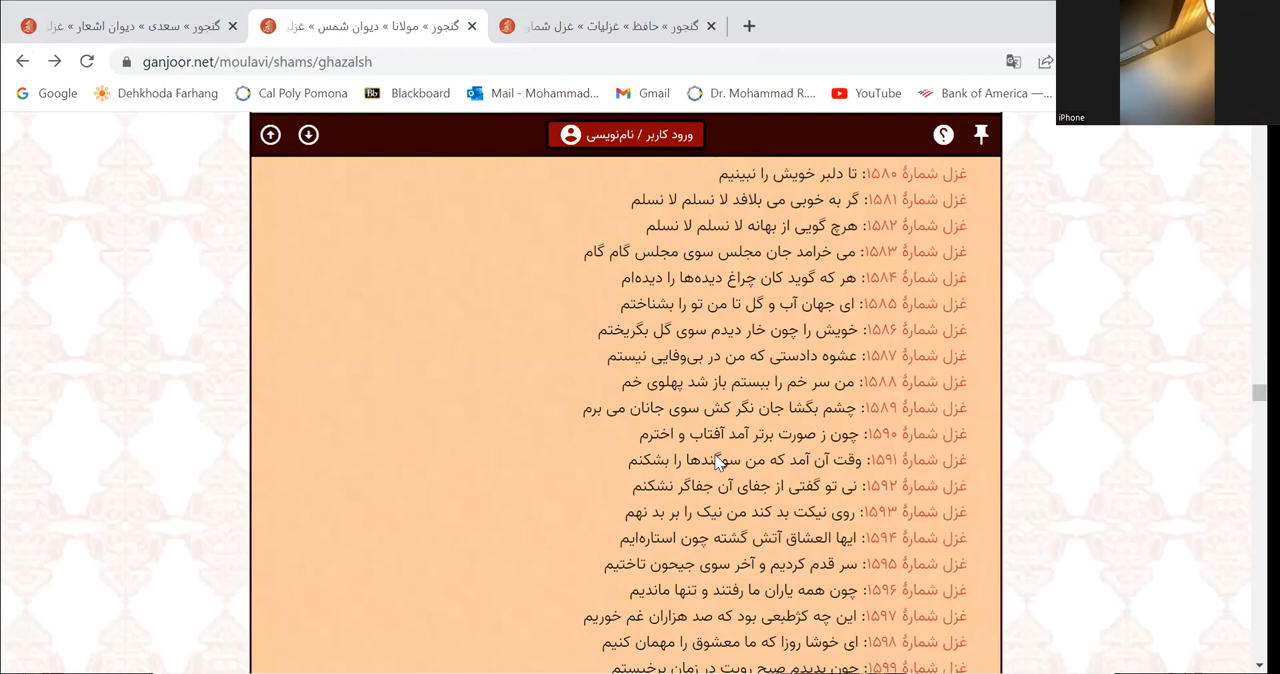 گنجور » سعدی » دیوان اشعار » غزل
گنجور » مولانا » دیوان شمس » غزل
گنجور » حافظ » غزلیات » غزل شمار
ganjoor.net/moulavi/shams/ghazalsh
Google
Dehkhoda Farhang
Cal Poly Pomona
Bb Blackboard
Mail - Mohammad...
Gmail
Dr. Mohammad R....
YouTube
Bank of America —...
iPhone
ورود کاربر / نام‌نویسی
غزل شمارهٔ ۱۵۸۰: تا دلبر خویش را نبینیم
غزل شمارهٔ ۱۵۸۱: گر به خوبی می بلافد لا نسلم لا نسلم
غزل شمارهٔ ۱۵۸۲: هرچ گویی از بهانه لا نسلم لا نسلم
غزل شمارهٔ ۱۵۸۳: می خرامد جان مجلس سوی مجلس گام گام
غزل شمارهٔ ۱۵۸۴: هر که گوید کان چراغ دیده‌ها را دیده‌ام
غزل شمارهٔ ۱۵۸۵: ای جهان آب و گل تا من تو را بشناختم
غزل شمارهٔ ۱۵۸۶: خویش را چون خار دیدم سوی گل بگریختم
غزل شمارهٔ ۱۵۸۷: عشوه دادستی که من در بی‌وفایی نیستم
غزل شمارهٔ ۱۵۸۸: من سر خم را ببستم باز شد پهلوی خم
غزل شمارهٔ ۱۵۸۹: چشم بگشا جان نگر کش سوی جانان می برم
غزل شمارهٔ ۱۵۹۰: چون ز صورت برتر آمد آفتاب و اخترم
غزل شمارهٔ ۱۵۹۱: وقت آن آمد که من سوگندها را بشکنم
غزل شمارهٔ ۱۵۹۲: نی تو گفتی از جفای آن جفاگر نشکنم
غزل شمارهٔ ۱۵۹۳: روی نیکت بد کند من نیک را بر بد نهم
غزل شمارهٔ ۱۵۹۴: ایها العشاق آتش گشته چون استاره‌ایم
غزل شمارهٔ ۱۵۹۵: سر قدم کردیم و آخر سوی جیحون تاختیم
غزل شمارهٔ ۱۵۹۶: چون همه یاران ما رفتند و تنها ماندیم
غزل شمارهٔ ۱۵۹۷: این چه کژطبعی بود که صد هزاران غم خوریم
غزل شمارهٔ ۱۵۹۸: ای خوشا روزا که ما معشوق را مهمان کنیم
غزل شمارهٔ ۱۵۹۹: چون بدیدم صبح رویت در زمان برخیستم